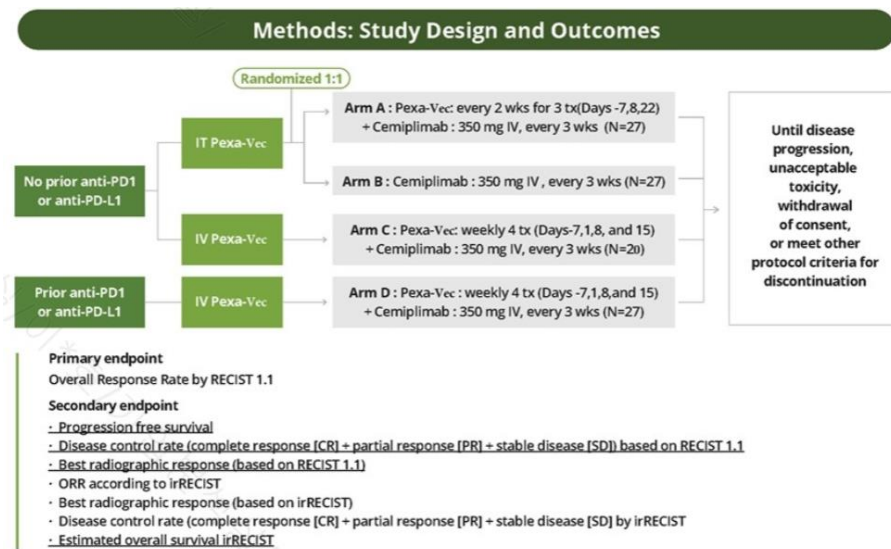 Methods: Study Design and Outcomes
Randomized 1:1
No prior anti-PD1
or anti-PD-L1
IT Pexa-Vec
Arm A : Pexa-Vec: every 2 wks for 3 tx(Days -7,8,22)
+ Cemiplimab : 350 mg IV, every 3 wks (N=27)
Arm B : Cemiplimab : 350 mg IV , every 3 wks (N=27)
IV Pexa-Vec
Arm C : Pexa-Vec: weekly 4 tx (Days-7,1,8, and 15)
+ Cemiplimab : 350 mg IV, every 3 wks (N=20)
Prior anti-PD1
or anti-PD-L1
IV Pexa-Vec
Arm D : Pexa-Vec : weekly 4 tx (Days -7,1,8,and 15)
+ Cemiplimab : 350 mg IV, every 3 wks (N=27)
Until disease
progression,
unacceptable
toxicity,
withdrawal
of consent,
or meet other
protocol criteria for
discontinuation
Primary endpoint
Overall Response Rate by RECIST 1.1
Secondary endpoint
· Progression free survival
· Disease control rate (complete response [CR] + partial response [PR] + stable disease [SD]) based on RECIST 1.1
· Best radiographic response (based on RECIST 1.1)
· ORR according to irRECIST
· Best radiographic response (based on irRECIST)
· Disease control rate (complete response [CR] + partial response [PR] + stable disease [SD] by irRECIST
· Estimated overall survival irRECIST